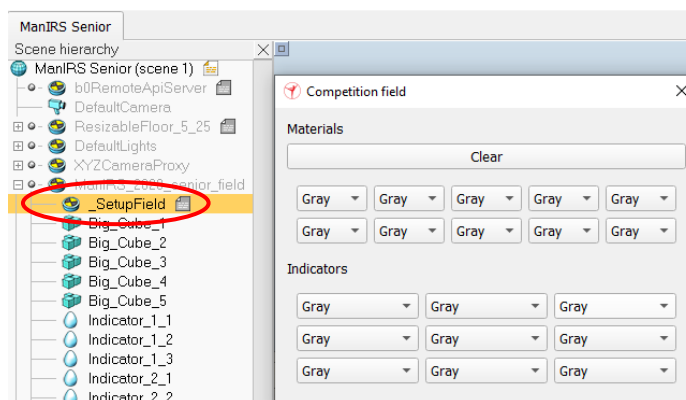 ManIRS Senior
Scene hierarchy
ManIRS Senior (scene 1)
b0RemoteApiServer
DefaultCamera
ResizableFloor_5_25
DefaultLights
XYZCameraProxy
ManIRS_2020_senior_field
_SetupField
Big_Cube_1
Big_Cube_2
Big_Cube_3
Big_Cube_4
Big_Cube_5
Indicator_1_1
Indicator_1_2
Indicator_1_3
Indicator_2_1
Indicator_2_2
Competition field
Materials
Clear
Gray Gray Gray Gray Gray
Gray Gray Gray Gray Gray
Indicators
Gray Gray Gray
Gray Gray Gray
Gray Gray Gray